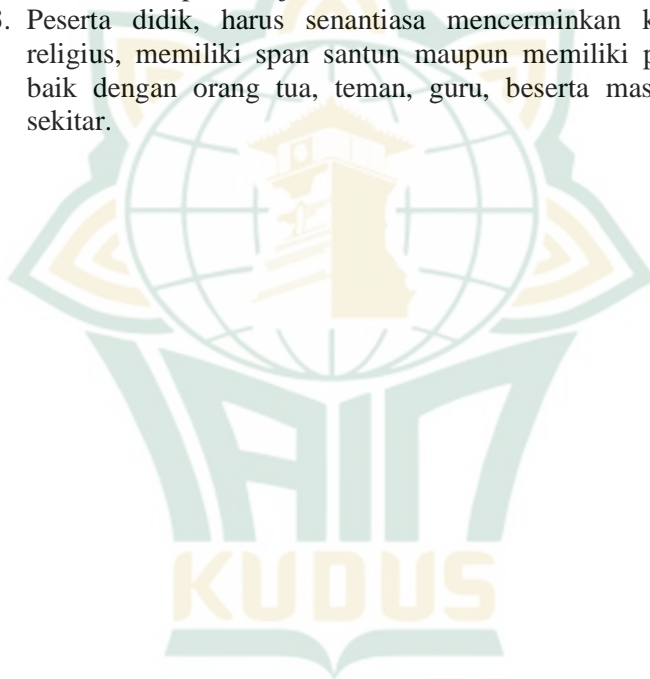 3. Peserta didik, harus senantiasa mencerminkan k
religius, memiliki span santun maupun memiliki p
baik dengan orang tua, teman, guru, beserta mas
sekitar.
IAIN
KUDUS